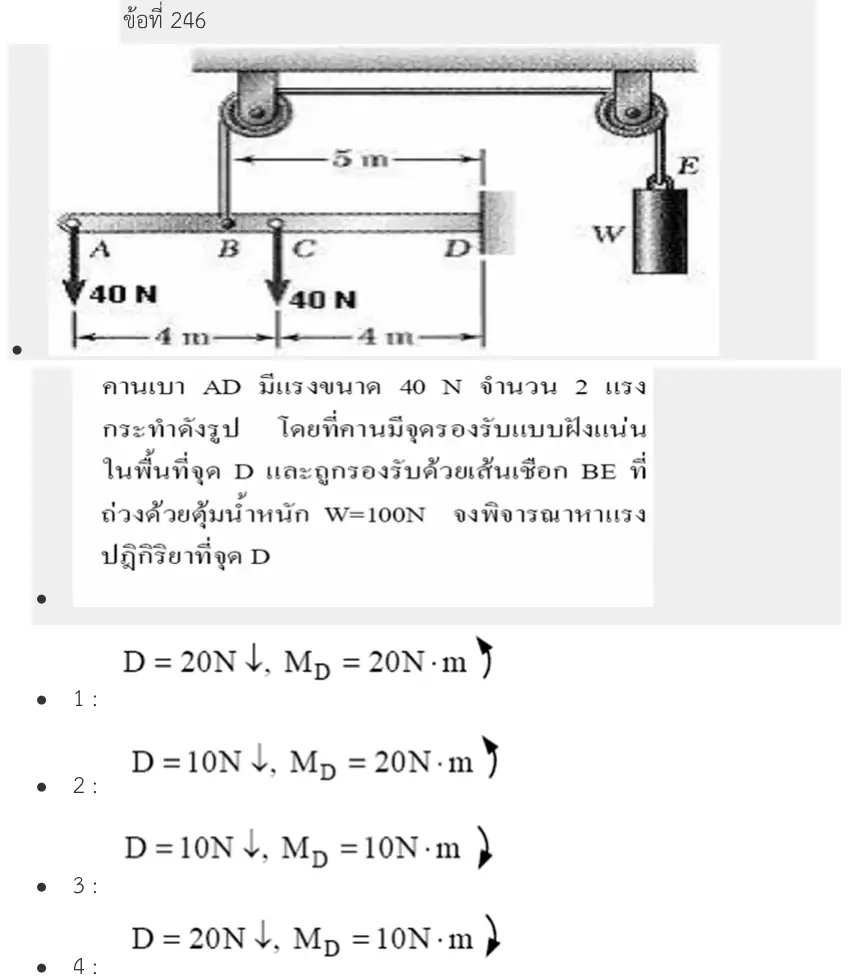 ข้อที่ 246
5 m
E
W
A B C D
40 N 40 N
4 m 4 m
คานเบา AD มีแรงขนาด 40 N จำนวน 2 แรง
กระทำดังรูป โดยที่คานมีจุดรองรับแบบฝังแน่น
ในพื้นที่จุด D และถูกรองรับด้วยเส้นเชือก BE ที่
ถ่วงด้วยตุ้มน้ำหนัก W=100N จงพิจารณาหาแรง
ปฏิกิริยาที่จุด D
1 : D = 20N ↓, M_D = 20N · m
2 : D = 10N ↓, M_D = 20N · m
3 : D = 10N ↓, M_D = 10N · m
4 : D = 20N ↓, M_D = 10N · m